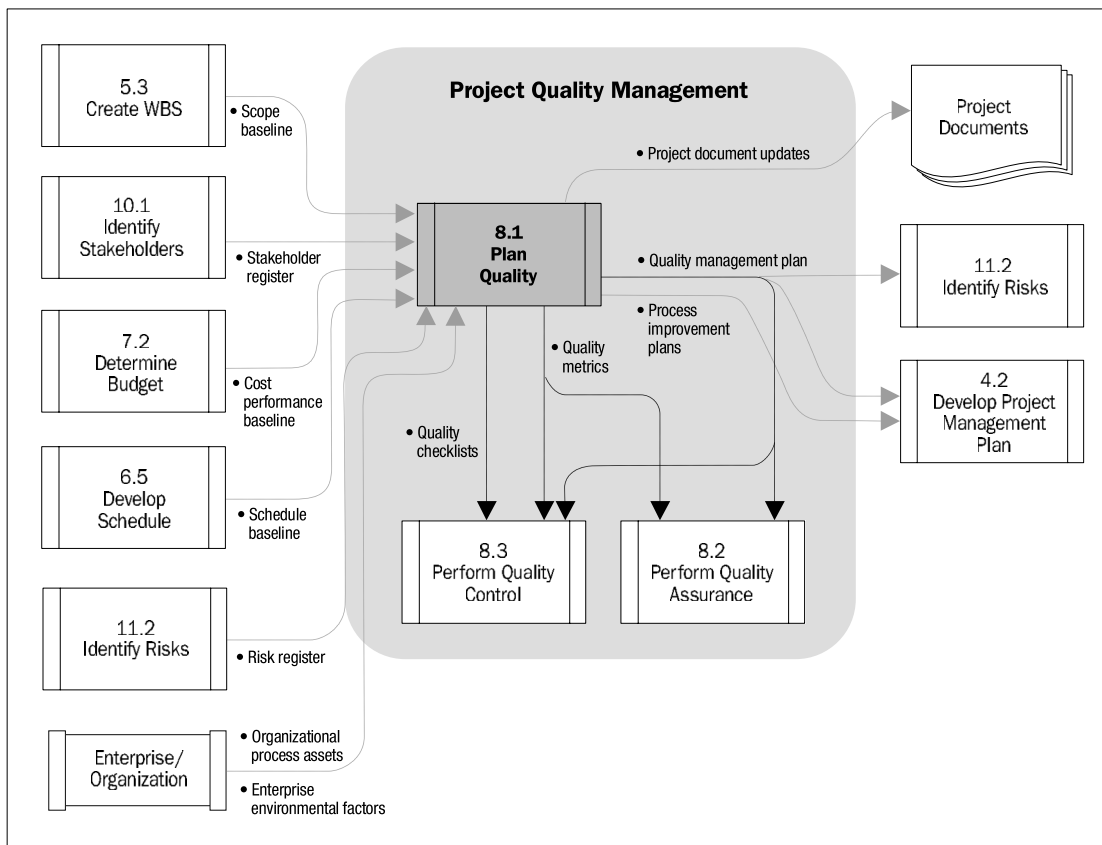 Project Quality Management
5.3
Create WBS
• Scope
baseline
10.1
Identify
Stakeholders
• Stakeholder
register
7.2
Determine
Budget
• Cost
performance
baseline
6.5
Develop
Schedule
• Schedule
baseline
11.2
Identify Risks
• Risk register
Enterprise/
Organization
• Organizational
process assets
• Enterprise
environmental factors
8.1
Plan
Quality
• Project document updates
• Quality management plan
• Process
improvement
plans
• Quality
metrics
• Quality
checklists
8.3
Perform Quality
Control
8.2
Perform Quality
Assurance
Project
Documents
11.2
Identify Risks
4.2
Develop Project
Management
Plan